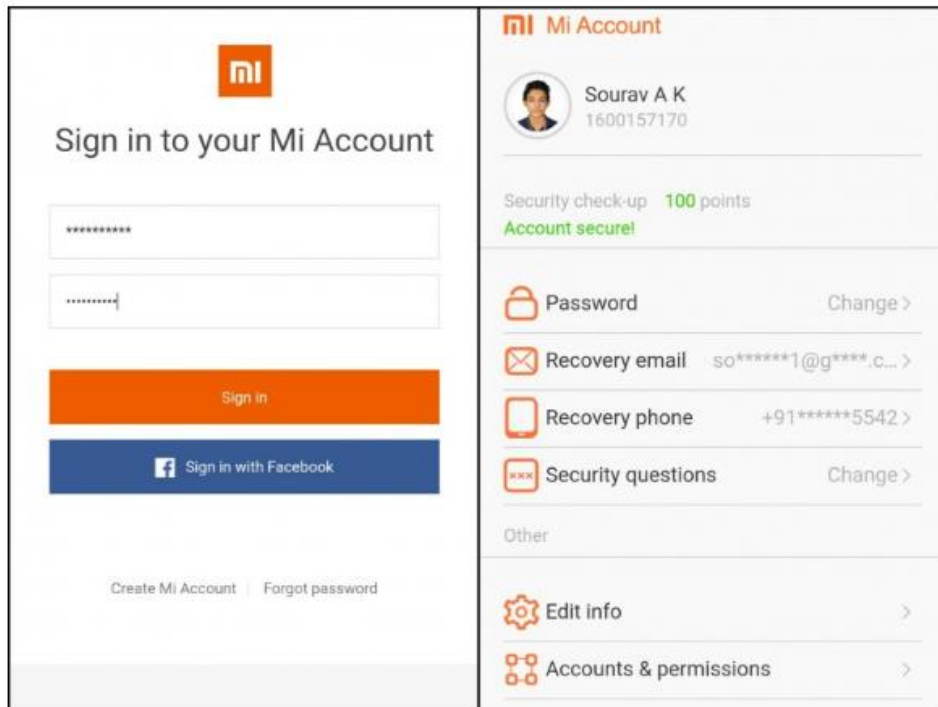 mi
Sign in to your Mi Account
**********
••••••••••
Sign in
f Sign in with Facebook
Create Mi Account | Forgot password
mi Mi Account
Sourav A K
1600157170
Security check-up 100 points
Account secure!
Password Change >
Recovery email so******1@g****.c... >
Recovery phone +91******5542 >
xxx Security questions Change >
Other
Edit info >
Accounts & permissions >